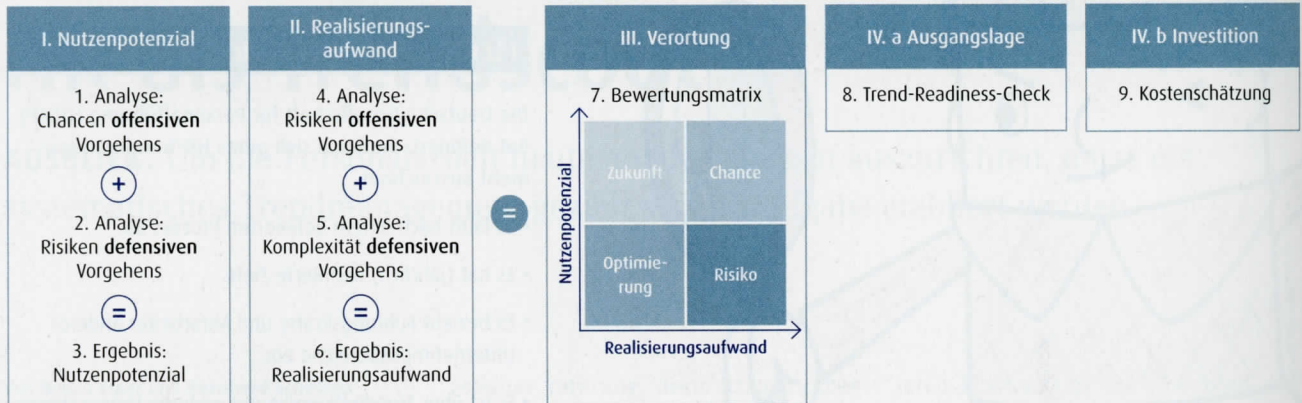 I. Nutzenpotenzial
1. Analyse:
Chancen offensiven
Vorgehens
+
2. Analyse:
Risiken defensiven
Vorgehens
=
3. Ergebnis:
Nutzenpotenzial
II. Realisierungs-
aufwand
4. Analyse:
Risiken offensiven
Vorgehens
+
5. Analyse:
Komplexität defensiven
Vorgehens
=
6. Ergebnis:
Realisierungsaufwand
=
III. Verortung
7. Bewertungsmatrix
Nutzenpotenzial
Zukunft
Chance
Optimie-
rung
Risiko
Realisierungsaufwand
IV. a Ausgangslage
8. Trend-Readiness-Check
IV. b Investition
9. Kostenschätzung